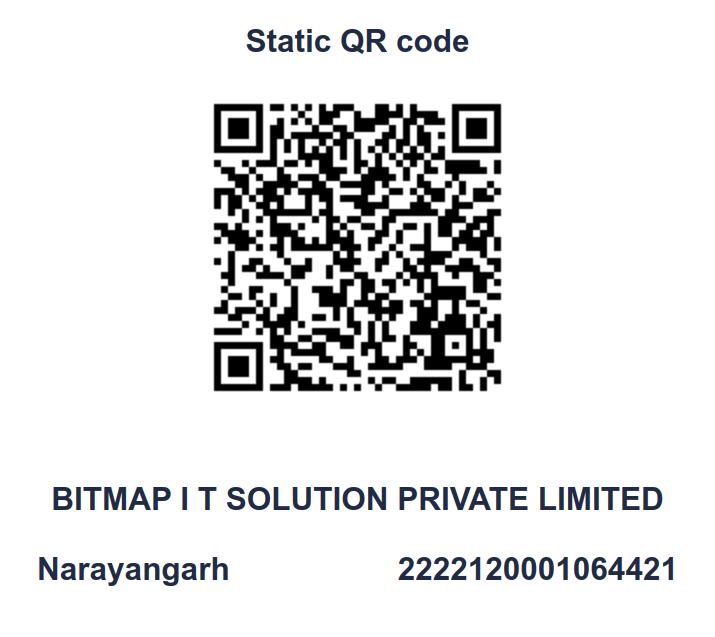 Static QR code
BITMAP I T SOLUTION PRIVATE LIMITED
Narayangarh 2222120001064421